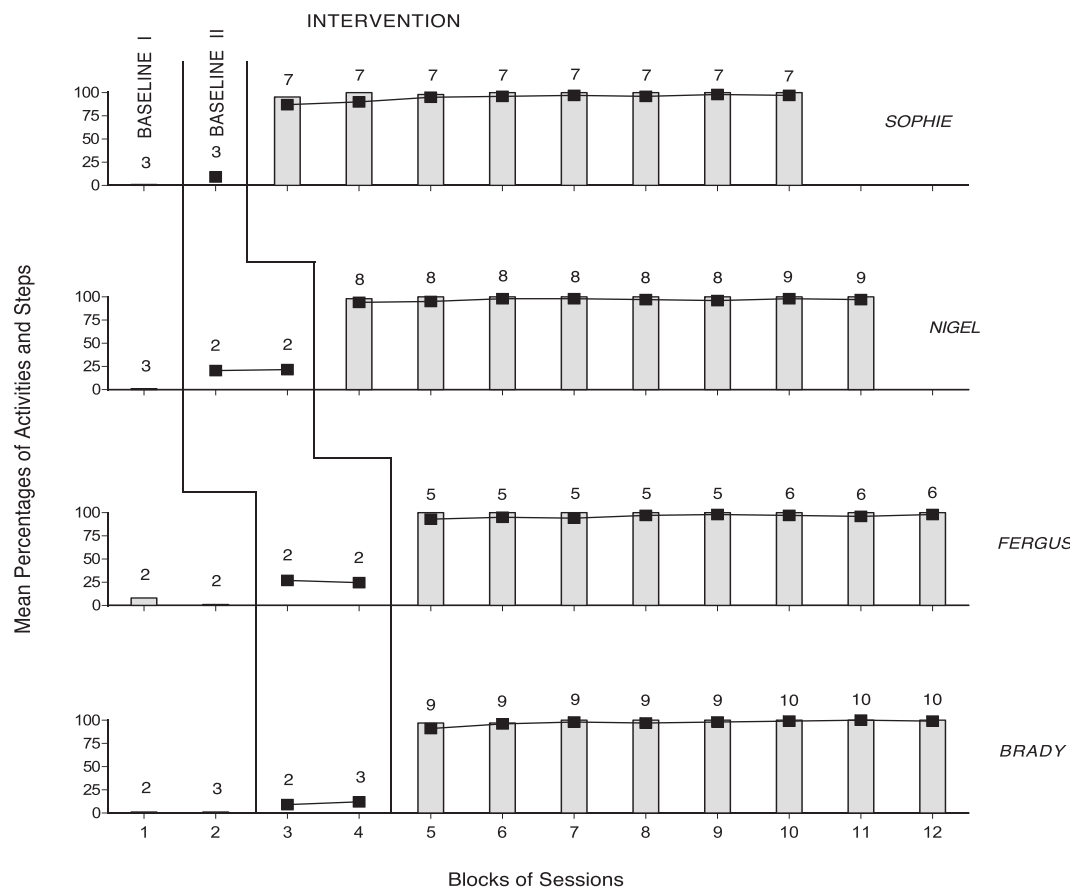 INTERVENTION
BASELINE I
BASELINE II
Mean Percentages of Activities and Steps
7 7 7 7 7 7 7 7
3 3
100
75
50
25
0
SOPHIE
8 8 8 8 8 8 9 9
3 2 2
100
75
50
25
0
NIGEL
5 5 5 5 5 6 6 6
2 2 2 2
100
75
50
25
0
FERGUS
9 9 9 9 9 10 10 10
2 3 2 3
100
75
50
25
0
BRADY
1 2 3 4 5 6 7 8 9 10 11 12
Blocks of Sessions